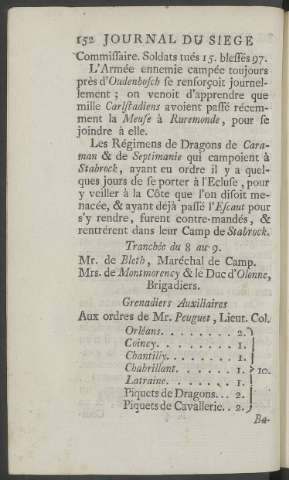 152 JOURNAL DU SIEGE
Commissaire. Soldats tués 15. blessés 97.
L'Armée ennemie campée toujours
près d'Oudenbosch se renforçoit journel-
lement; on venoit d'apprendre que
mille Carlstadiens avoient passé récem-
ment la Meuse à Ruremonde, pour se
joindre à elle.
Les Régimens de Dragons de Cara-
man & de Septimanie qui campoient à
Stabrock, ayant eu ordre il y a quel-
ques jours de se porter à l'Ecluse, pour
y veiller à la Côte que l'on disoit me-
nacée, & ayant déjà passé l'Escaut pour
s'y rendre, furent contre-mandés, &
rentrérent dans leur Camp de Stabrock.
Tranchée du 8 au 9.
Mr. de Bleth, Maréchal de Camp.
Mrs. de Montmorency & le Duc d'Olonne,
Brigadiers.
Grenadiers Auxiliaires
Aux ordres de Mr. Peuguet, Lieut. Col.
Orléans. . . . . . . . . 2.
Coincy. . . . . . . . . 1.
Chantilly. . . . . . . . 1.
Chabrillant. . . . . . . 1. } 10.
Latraine. . . . . . . . 1.
Piquets de Dragons. . . 2.
Piquets de Cavallerie. . 2.
Ba-